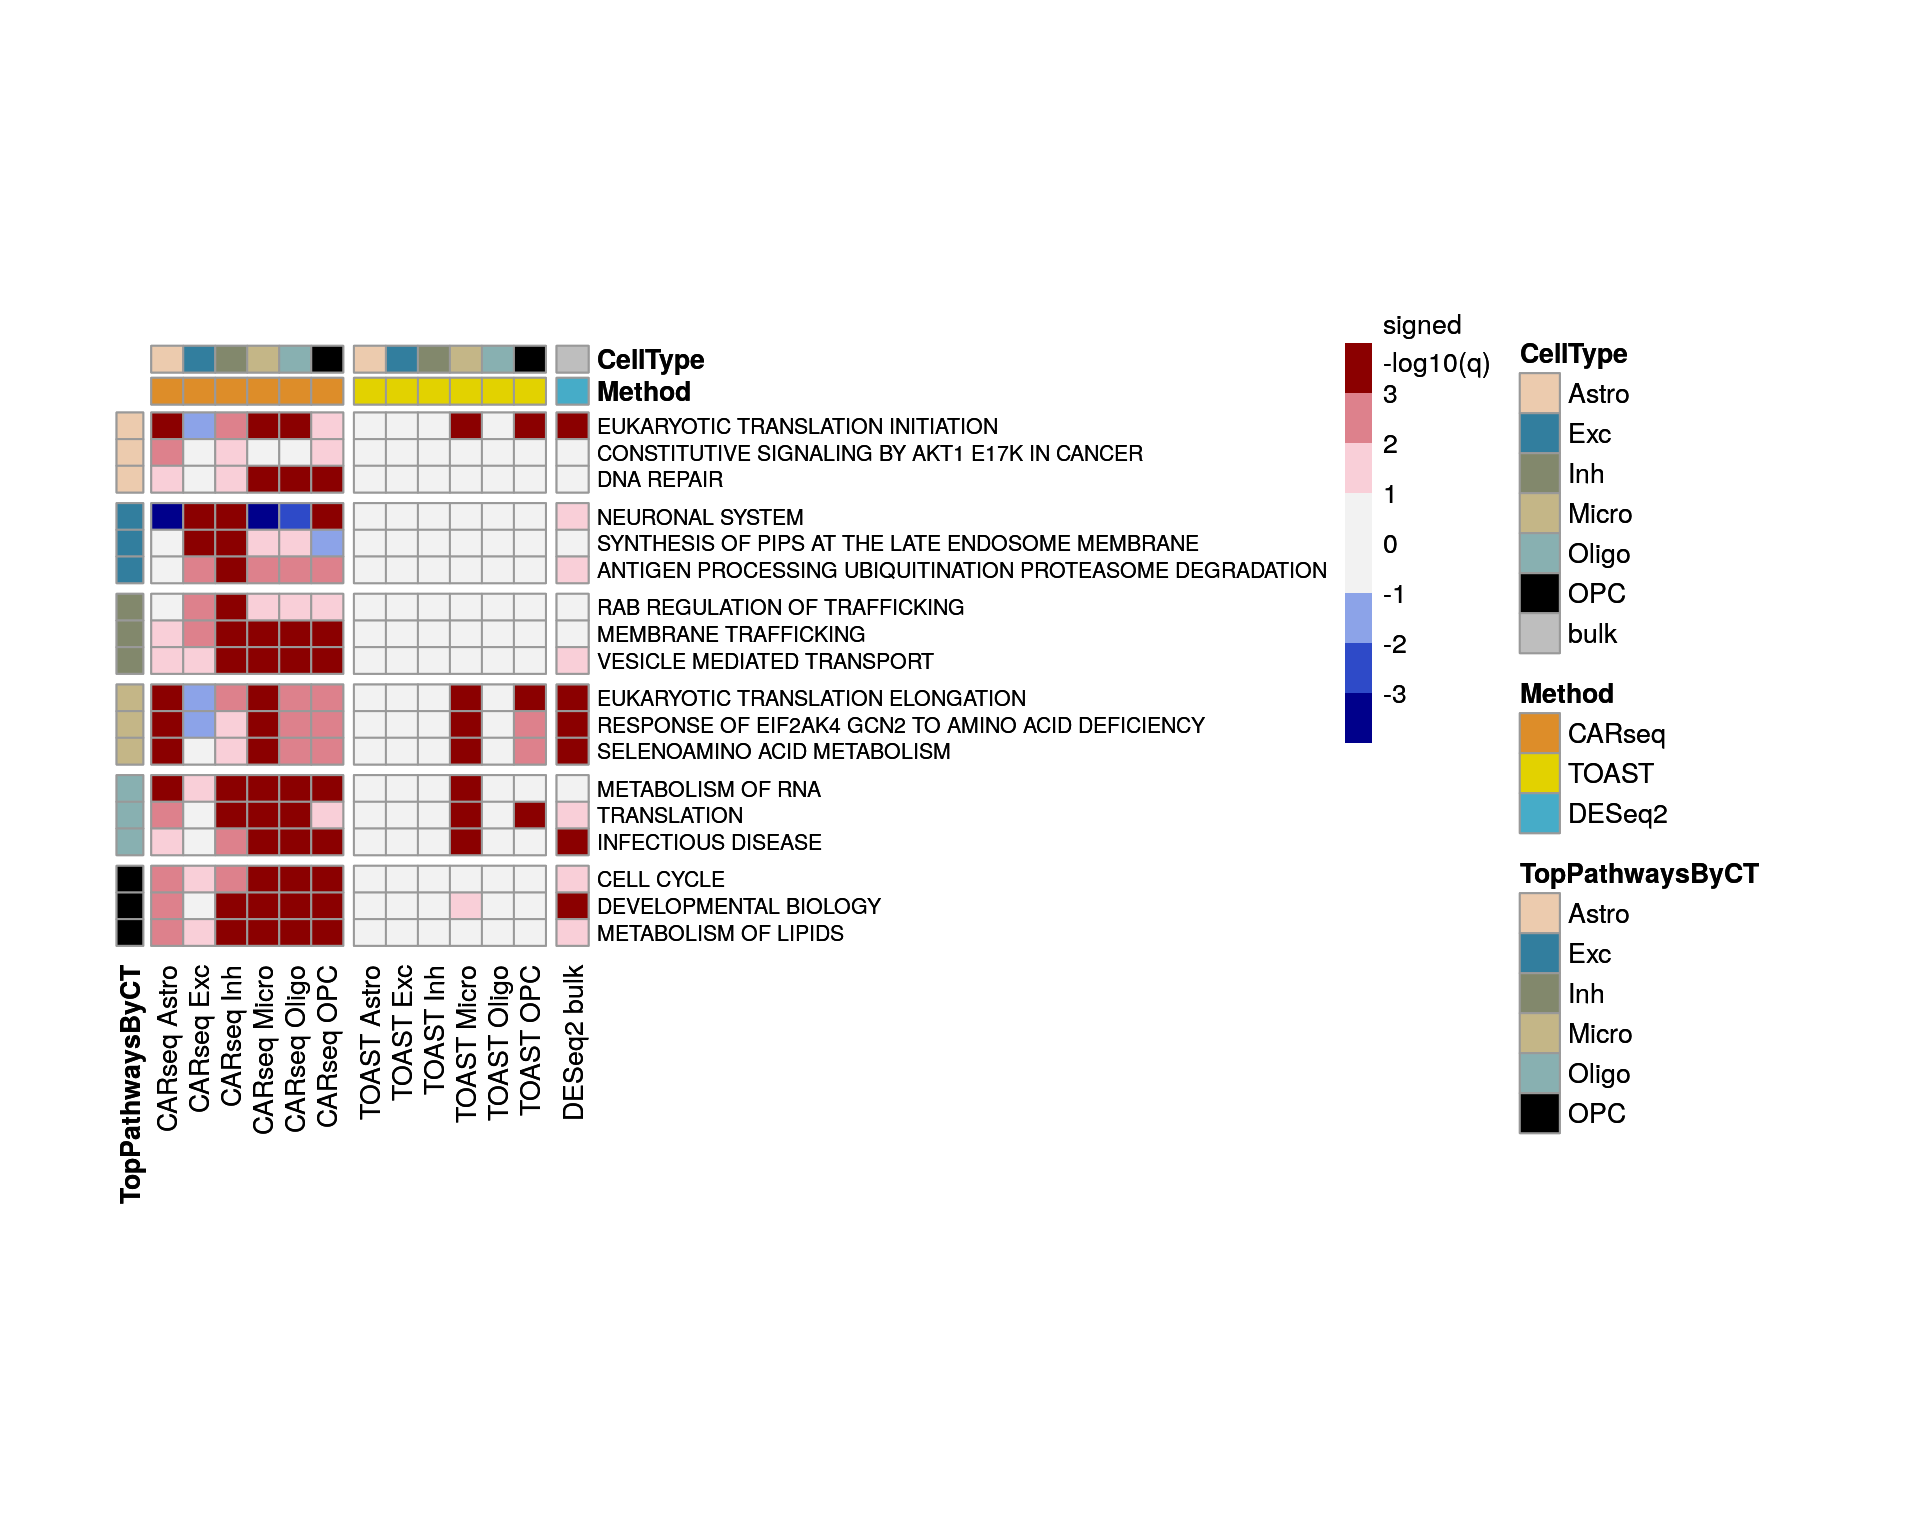 CellType
Method
EUKARYOTIC TRANSLATION INITIATION
CONSTITUTIVE SIGNALING BY AKT1 E17K IN CANCER
DNA REPAIR
NEURONAL SYSTEM
SYNTHESIS OF PIPS AT THE LATE ENDOSOME MEMBRANE
ANTIGEN PROCESSING UBIQUITINATION PROTEASOME DEGRADATION
RAB REGULATION OF TRAFFICKING
MEMBRANE TRAFFICKING
VESICLE MEDIATED TRANSPORT
EUKARYOTIC TRANSLATION ELONGATION
RESPONSE OF EIF2AK4 GCN2 TO AMINO ACID DEFICIENCY
SELENOAMINO ACID METABOLISM
METABOLISM OF RNA
TRANSLATION
INFECTIOUS DISEASE
CELL CYCLE
DEVELOPMENTAL BIOLOGY
METABOLISM OF LIPIDS
TopPathwaysByCT
CARseq Astro
CARseq Exc
CARseq Inh
CARseq Micro
CARseq Oligo
CARseq OPC
TOAST Astro
TOAST Exc
TOAST Inh
TOAST Micro
TOAST Oligo
TOAST OPC
DESeq2 bulk
signed
-log10(q)
3
2
1
0
-1
-2
-3
CellType
Astro
Exc
Inh
Micro
Oligo
OPC
bulk
Method
CARseq
TOAST
DESeq2
TopPathwaysByCT
Astro
Exc
Inh
Micro
Oligo
OPC